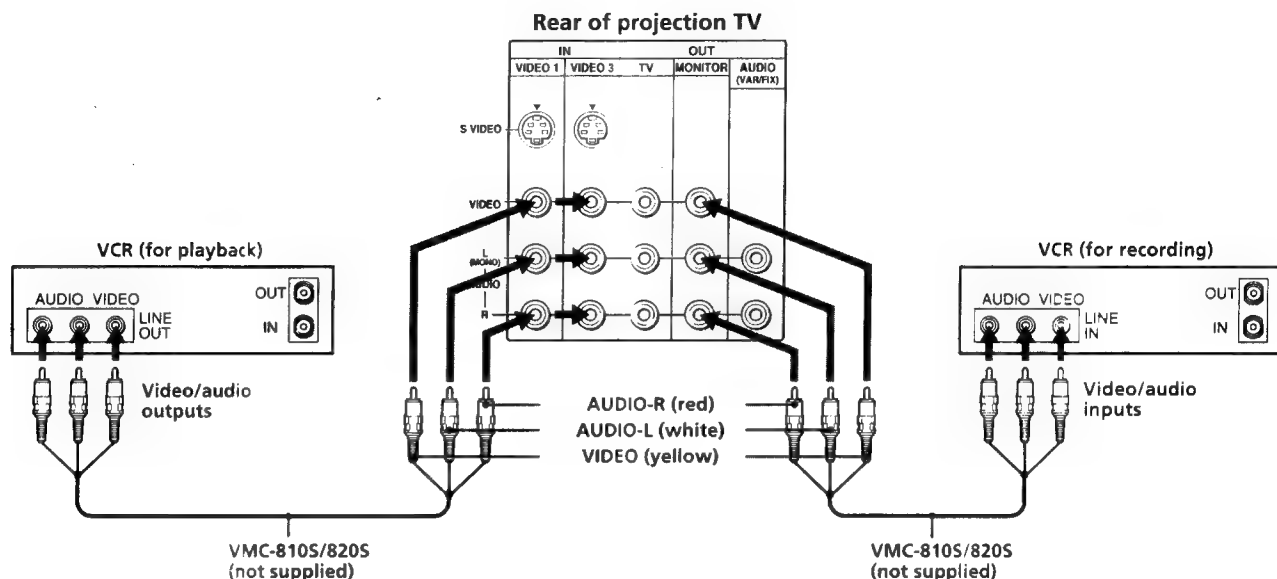 Rear of projection TV
IN OUT
VIDEO 1 VIDEO 3 TV MONITOR AUDIO
(VAR/FIX)
S VIDEO
VIDEO
L
(MONO)
AUDIO
R
VCR (for playback)
AUDIO VIDEO
LINE
OUT
OUT
IN
Video/audio
outputs
VCR (for recording)
AUDIO VIDEO
LINE
IN
OUT
IN
Video/audio
inputs
AUDIO-R (red)
AUDIO-L (white)
VIDEO (yellow)
VMC-810S/820S
(not supplied)
VMC-810S/820S
(not supplied)